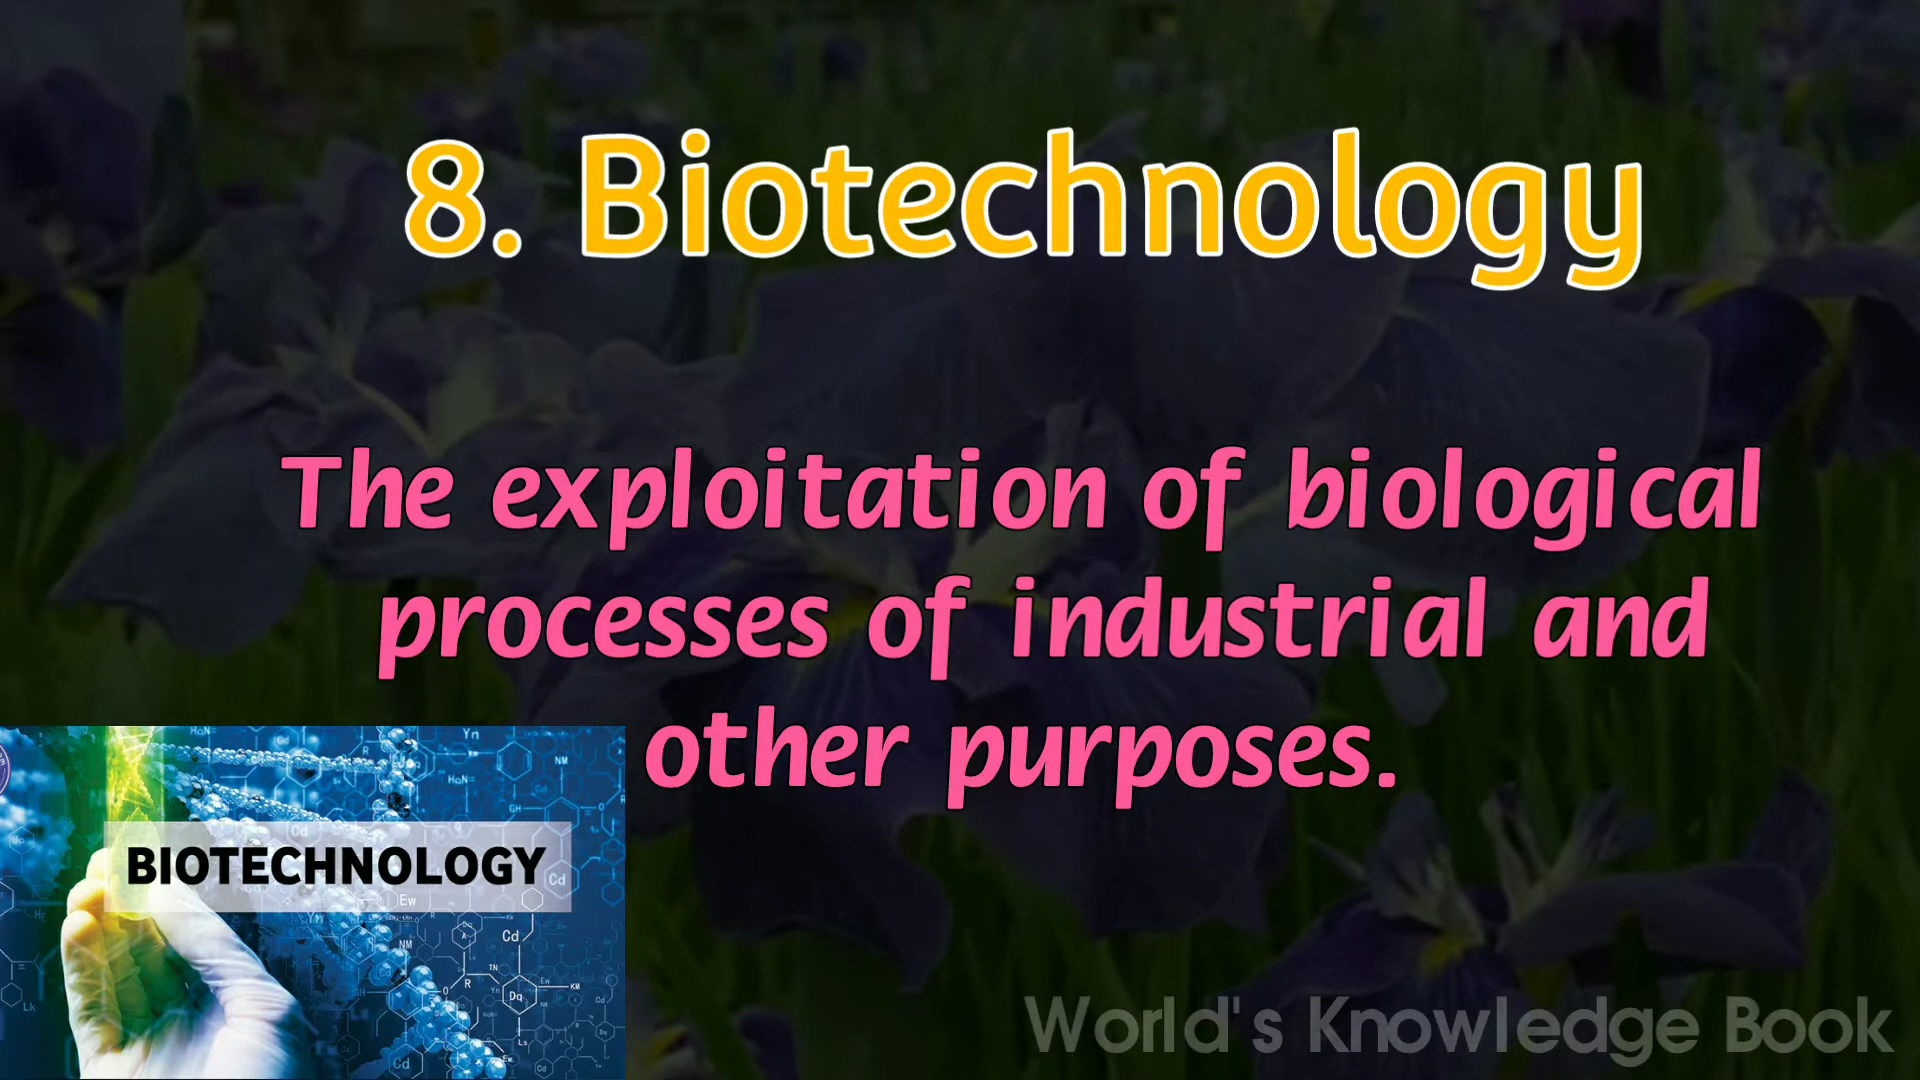 8. Biotechnology
The exploitation of biological
processes of industrial and
other purposes.
BIOTECHNOLOGY
World's Knowledge Book